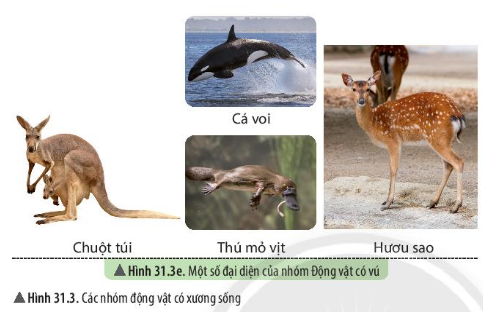 Cá voi
Chuột túi
Thú mỏ vịt
Hươu sao
▲Hình 31.3e. Một số đại diện của nhóm Động vật có vú
▲Hình 31.3. Các nhóm động vật có xương sống